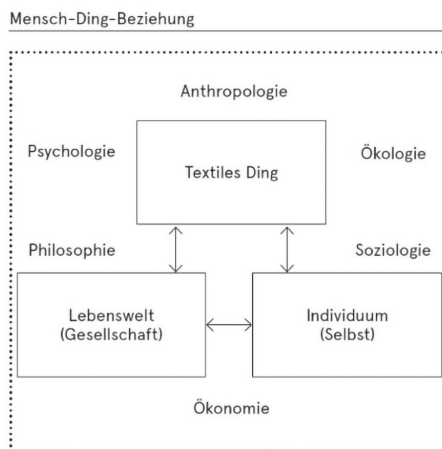 Mensch-Ding-Beziehung
Anthropologie
Psychologie
Textiles Ding
Ökologie
Philosophie
Soziologie
Lebenswelt
(Gesellschaft)
Individuum
(Selbst)
Ökonomie